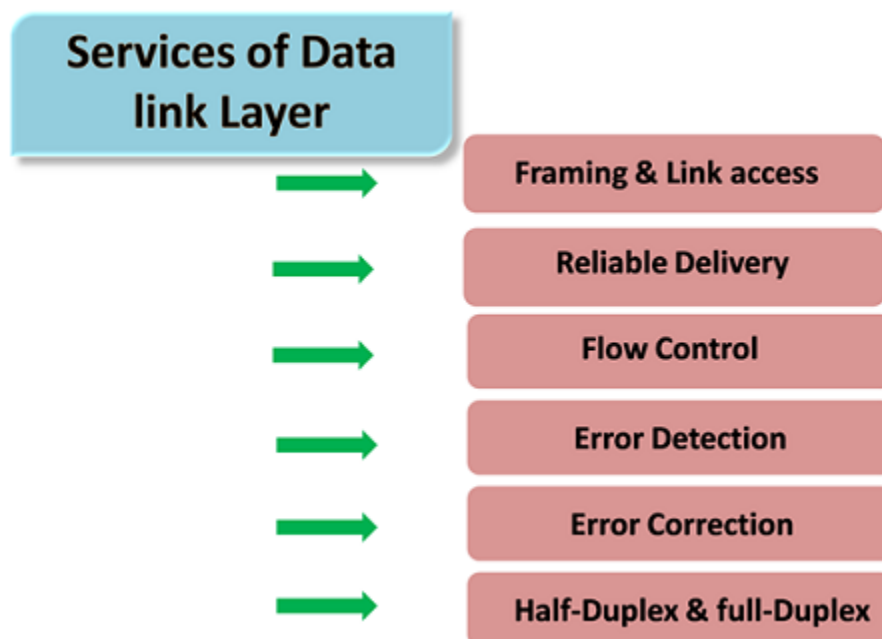 Services of Data
link Layer
Framing & Link access
Reliable Delivery
Flow Control
Error Detection
Error Correction
Half-Duplex & full-Duplex